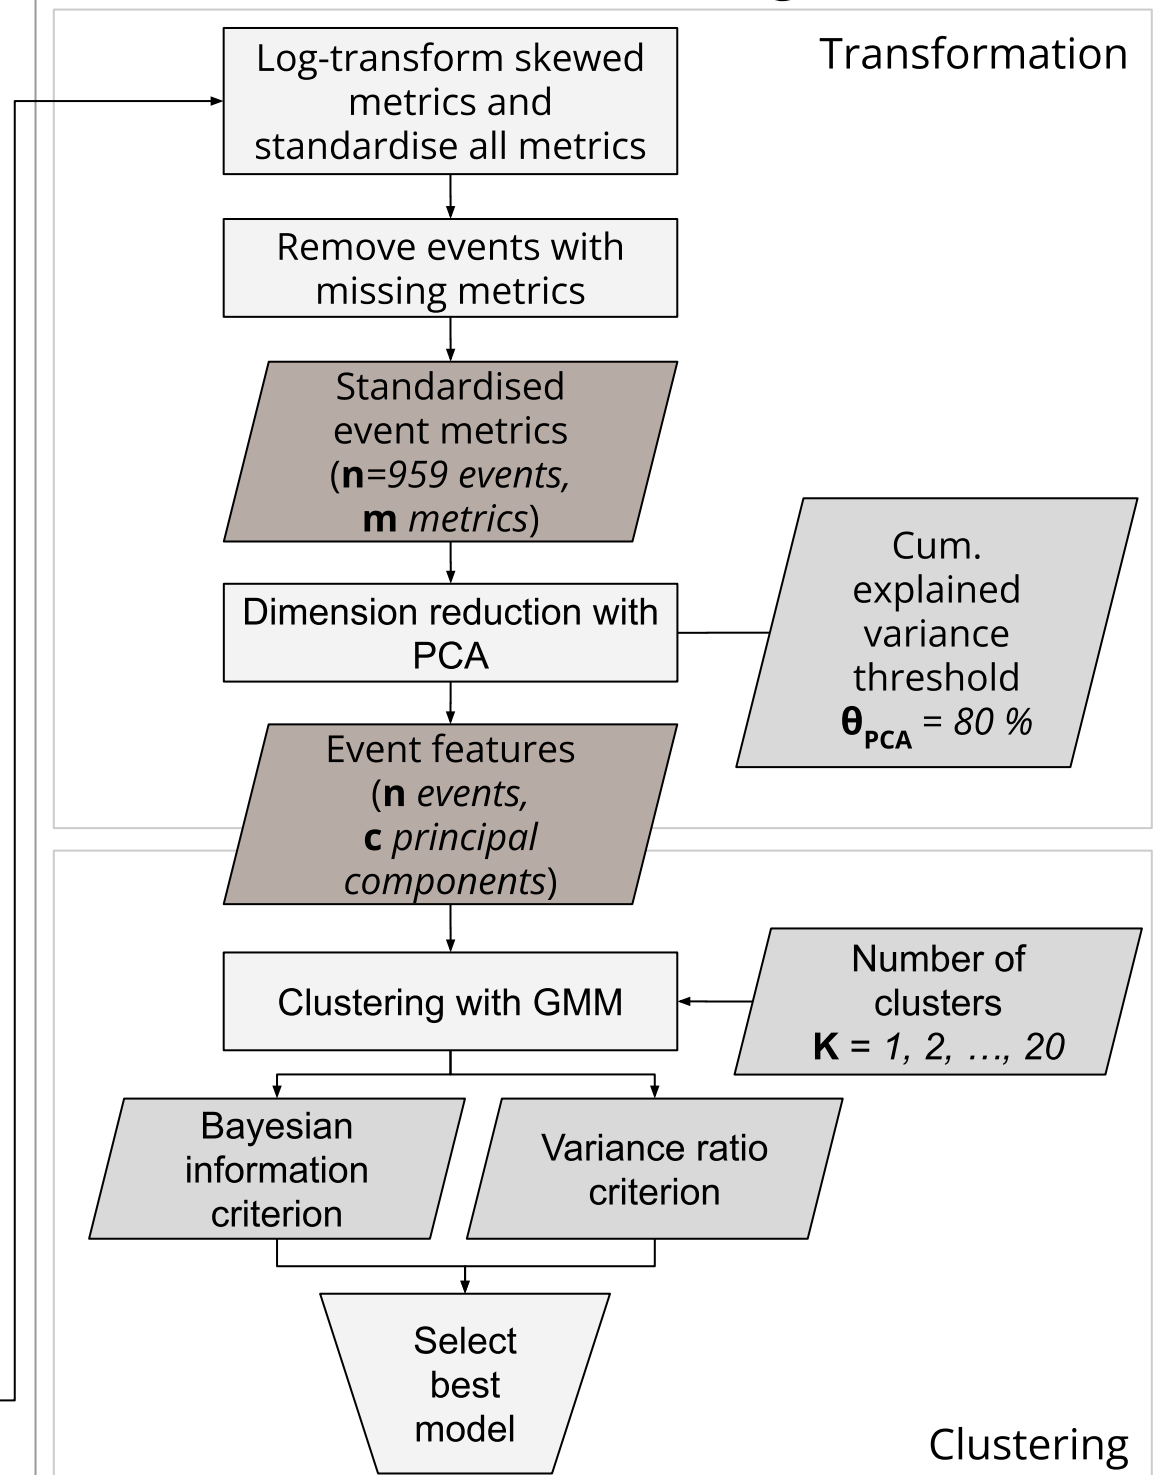 Transformation
Log-transform skewed
metrics and
standardise all metrics
Remove events with
missing metrics
Standardised
event metrics
(n=959 events,
m metrics)
Dimension reduction with
PCA
Cum.
explained
variance
threshold
θPCA = 80 %
Event features
(n events,
c principal
components)
Clustering with GMM
Number of
clusters
K = 1, 2, …, 20
Bayesian
information
criterion
Variance ratio
criterion
Select
best
model
Clustering